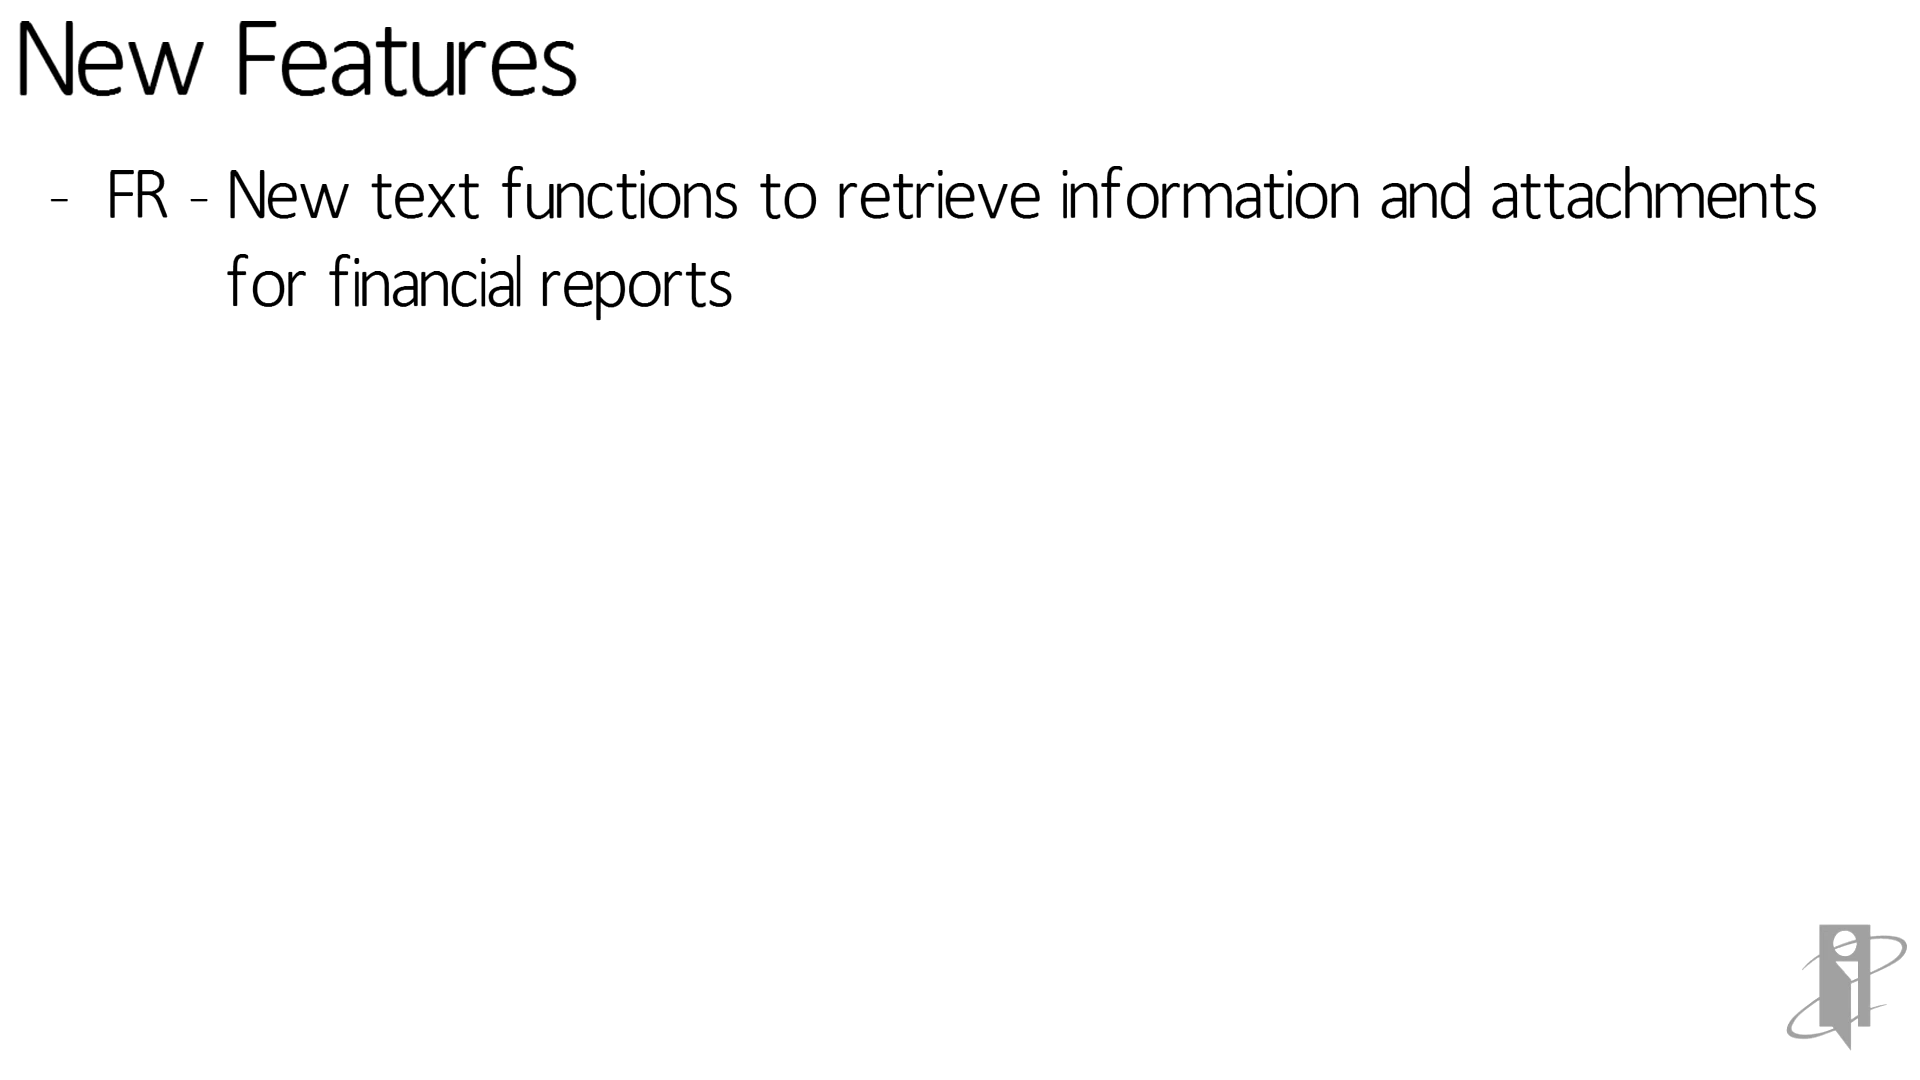 New Features
- FR - New text functions to retrieve information and attachments
for financial reports